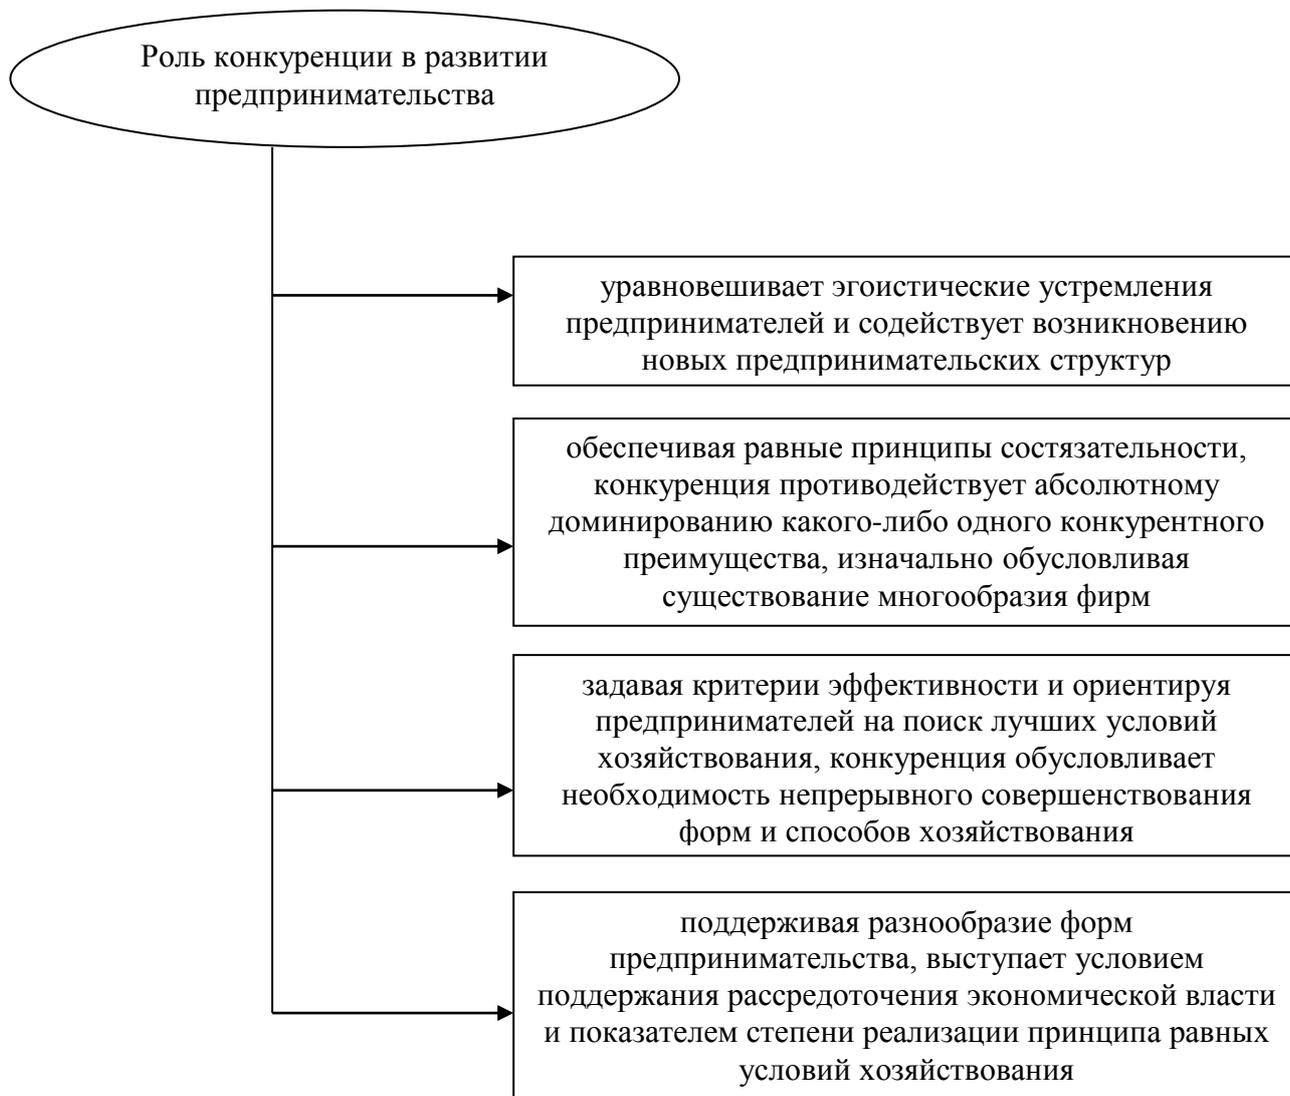 Роль конкуренции в развитии
предпринимательства
уравновешивает эгоистические устремления
предпринимателей и содействует возникновению
новых предпринимательских структур
обеспечивая равные принципы состязательности,
конкуренция противодействует абсолютному
доминированию какого-либо одного конкурентного
преимущества, изначально обусловливая
существование многообразия фирм
задавая критерии эффективности и ориентируя
предпринимателей на поиск лучших условий
хозяйствования, конкуренция обусловливает
необходимость непрерывного совершенствования
форм и способов хозяйствования
поддерживая разнообразие форм
предпринимательства, выступает условием
поддержания рассредоточения экономической власти
и показателем степени реализации принципа равных
условий хозяйствования